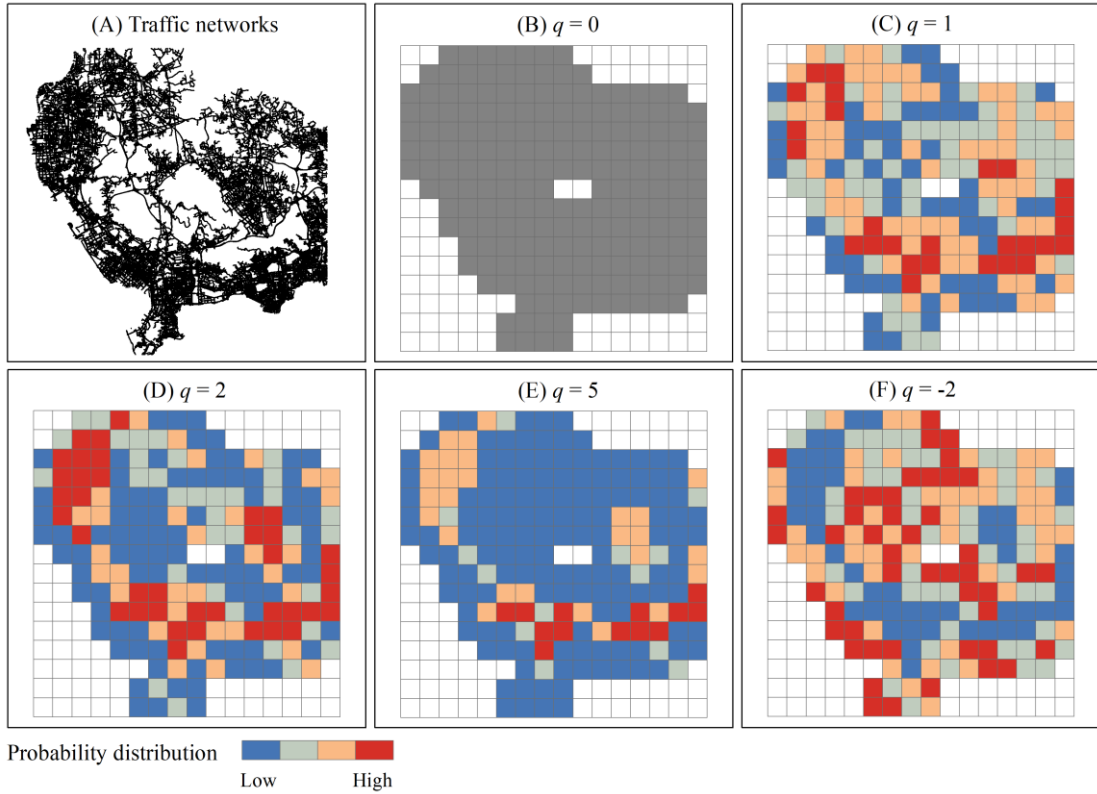 (A) Traffic networks
(B) q = 0
(C) q = 1
(D) q = 2
(E) q = 5
(F) q = -2
Probability distribution
Low High